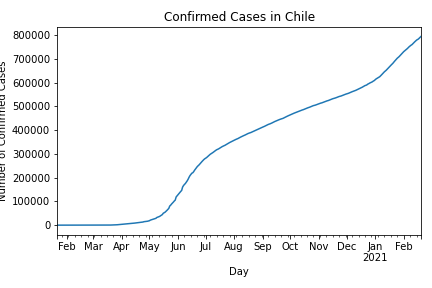 Confirmed Cases in Chile
Number of Confirmed Cases
800000
700000
600000
500000
400000
300000
200000
100000
0
Feb Mar Apr May Jun Jul Aug Sep Oct Nov Dec Jan Feb
2021
Day